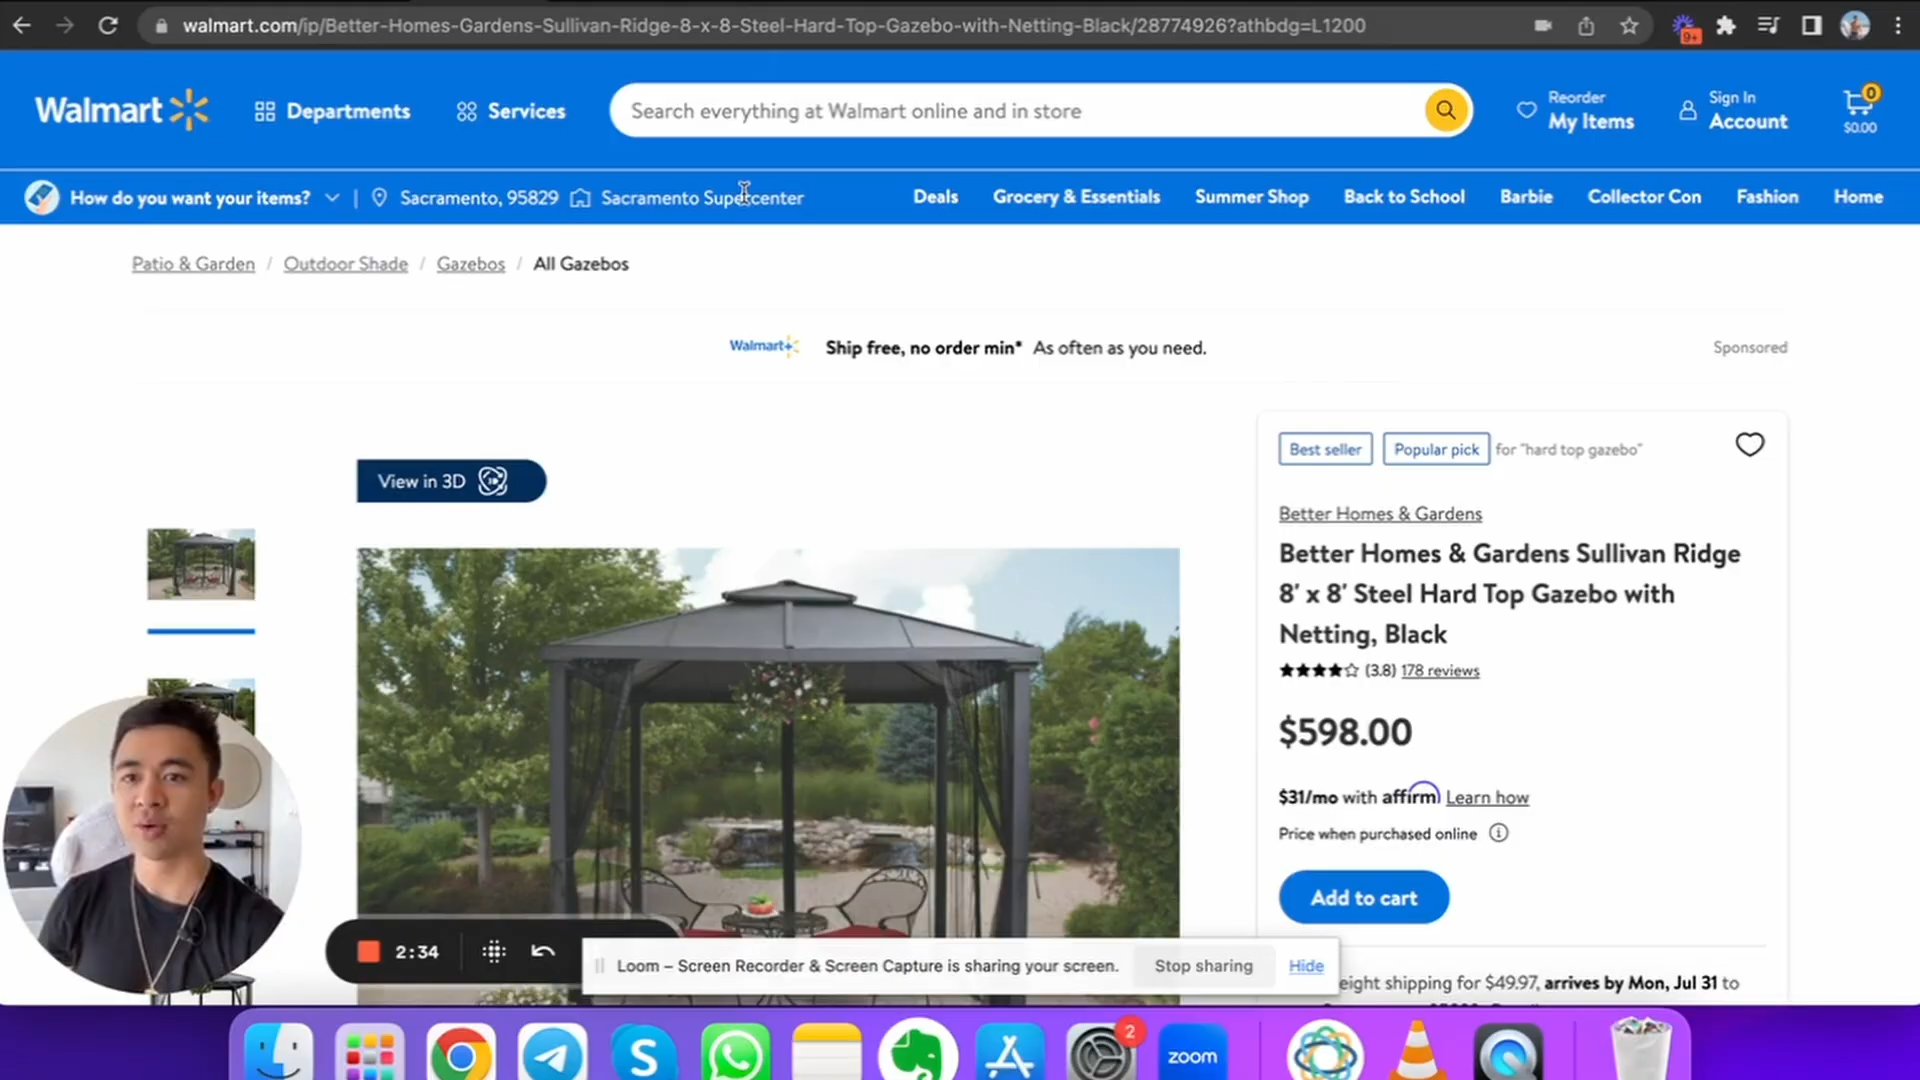 walmart.com/ip/Better-Homes-Gardens-Sullivan-Ridge-8-x-8-Steel-Hard-Top-Gazebo-with-Netting-Black/28774926?athbdg=L1200
9+
Walmart
Departments
Services
Search everything at Walmart online and in store
Reorder
My Items
Sign In
Account
0
$0.00
How do you want your items?
Sacramento, 95829
Sacramento Supercenter
Deals
Grocery & Essentials
Summer Shop
Back to School
Barbie
Collector Con
Fashion
Home
Patio & Garden / Outdoor Shade / Gazebos / All Gazebos
Walmart+
Ship free, no order min* As often as you need.
Sponsored
View in 3D
Best seller
Popular pick
for "hard top gazebo"
Better Homes & Gardens
Better Homes & Gardens Sullivan Ridge
8' x 8' Steel Hard Top Gazebo with
Netting, Black
(3.8) 178 reviews
$598.00
$31/mo with affirm Learn how
Price when purchased online
Add to cart
2:34
Loom – Screen Recorder & Screen Capture is sharing your screen.
Stop sharing
Hide
eight shipping for $49.97, arrives by Mon, Jul 31 to
2
zoom